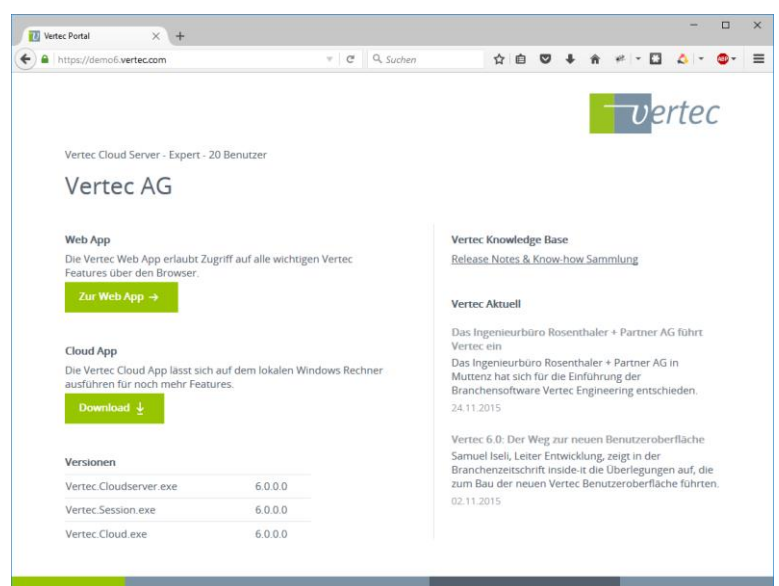 Vertec Portal
https://demo6.vertec.com
Suchen
ABP
vertec
Vertec Cloud Server - Expert - 20 Benutzer
Vertec AG
Web App
Die Vertec Web App erlaubt Zugriff auf alle wichtigen Vertec
Features über den Browser.
Zur Web App →
Cloud App
Die Vertec Cloud App lässt sich auf dem lokalen Windows Rechner
ausführen für noch mehr Features.
Download
Versionen
Vertec.Cloudserver.exe 6.0.0.0
Vertec.Session.exe 6.0.0.0
Vertec.Cloud.exe 6.0.0.0
Vertec Knowledge Base
Release Notes & Know-how Sammlung
Vertec Aktuell
Das Ingenieurbüro Rosenthaler + Partner AG führt
Vertec ein
Das Ingenieurbüro Rosenthaler + Partner AG in
Muttenz hat sich für die Einführung der
Branchensoftware Vertec Engineering entschieden.
24.11.2015
Vertec 6.0: Der Weg zur neuen Benutzeroberfläche
Samuel Iseli, Leiter Entwicklung, zeigt in der
Branchenzeitschrift inside-it die Überlegungen auf, die
zum Bau der neuen Vertec Benutzeroberfläche führten.
02.11.2015